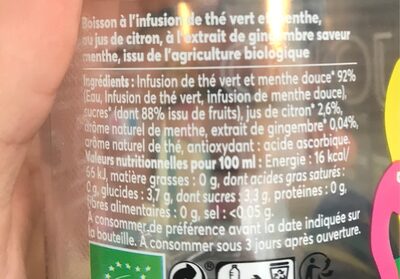 Boisson à l'infusion de thé vert et menthe,
au jus de citron, à l'extrait de gingembre saveur
menthe, issu de l'agriculture biologique
Ingrédients : Infusion de thé vert et menthe douce* 92%
(Eau, Infusion de thé vert, infusion de menthe douce),
sucres* (dont 88% issu de fruits), jus de citron* 2,6%,
arôme naturel de menthe, extrait de gingembre* 0,04%,
arôme naturel de thé, antioxydant : acide ascorbique.
Valeurs nutritionnelles pour 100 ml : Energie : 16 kcal/
66 kJ, matière grasses : 0 g, dont acides gras saturés :
0 g, glucides : 3,7 g, dont sucres : 3,3 g, protéines : 0 g,
fibres alimentaires : 0 g, sel : <0.05 g.
A consommer de préférence avant la date indiquée sur
la bouteille. A consommer sous 3 jours après ouverture.